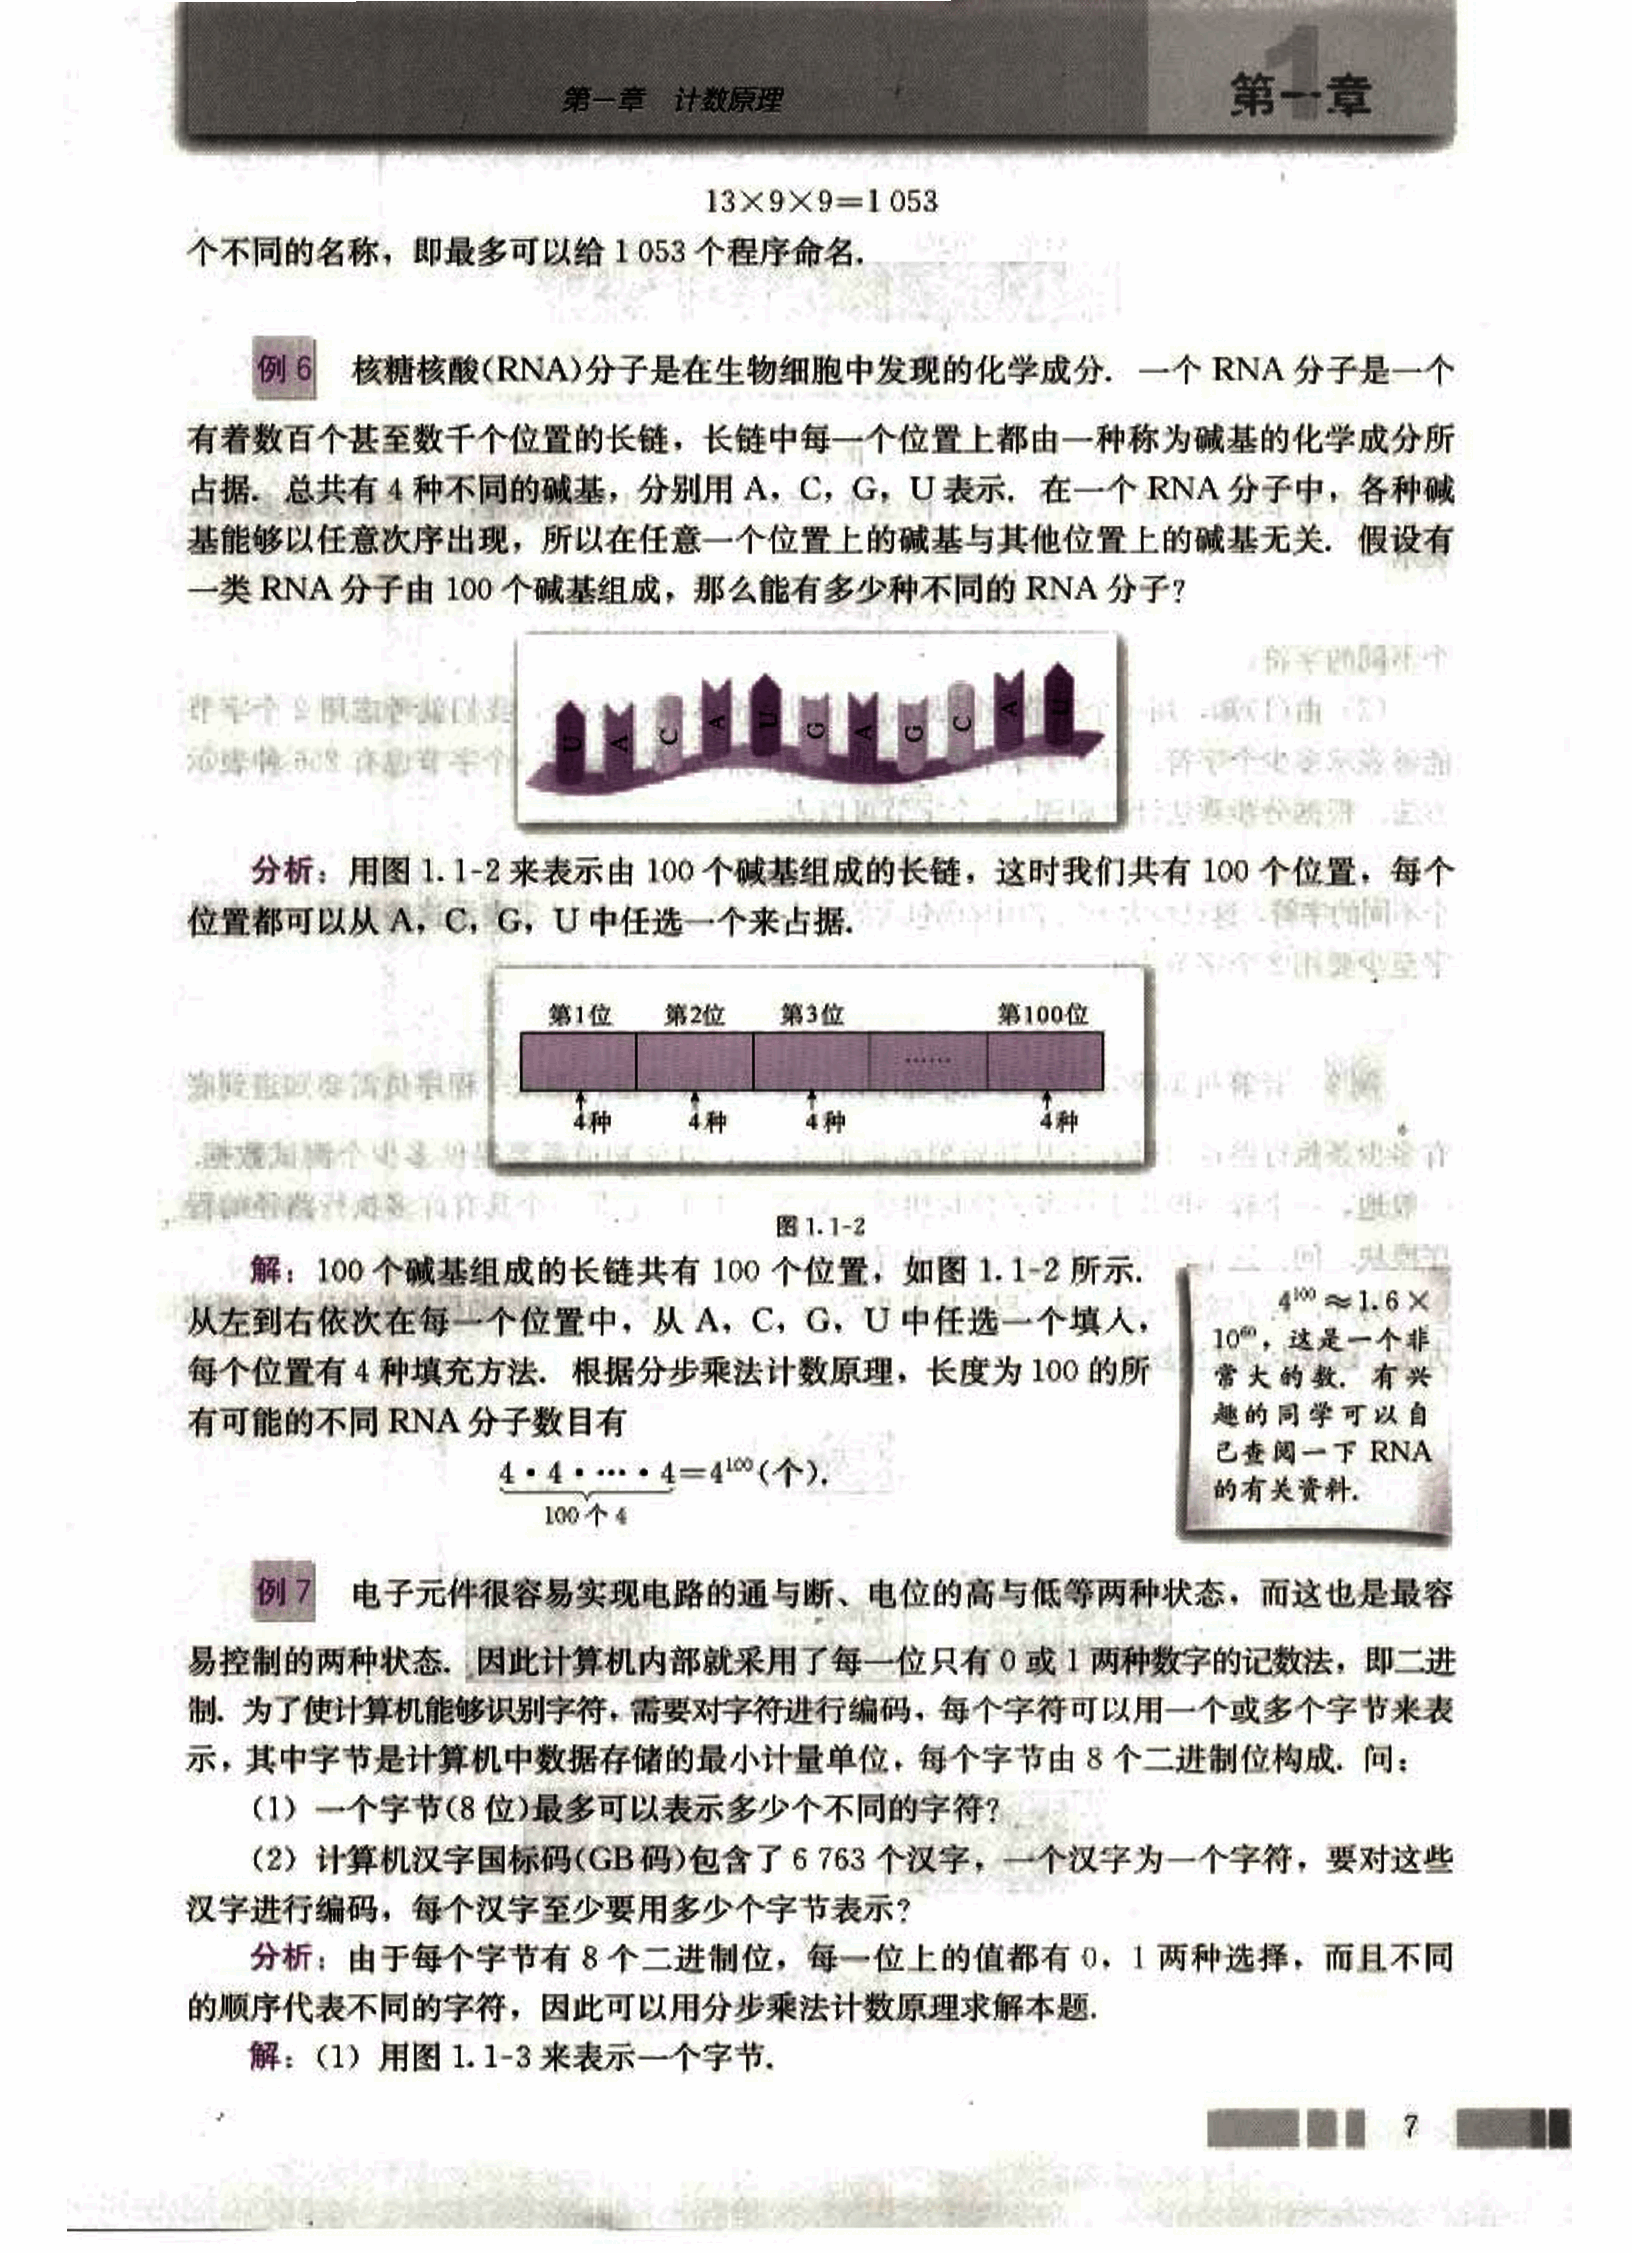 第一章 计数原理
第一章
13×9×9=1 053
个不同的名称，即最多可以给 1 053 个程序命名.
例 6 核糖核酸(RNA)分子是在生物细胞中发现的化学成分. 一个 RNA 分子是一个
有着数百个甚至数千个位置的长链，长链中每一个位置上都由一种称为碱基的化学成分所
占据. 总共有 4 种不同的碱基，分别用 A，C，G，U 表示. 在一个 RNA 分子中，各种碱
基能够以任意次序出现，所以在任意一个位置上的碱基与其他位置上的碱基无关. 假设有
一类 RNA 分子由 100 个碱基组成，那么能有多少种不同的 RNA 分子?
U A C A U G A G C A U
分析：用图 1.1-2 来表示由 100 个碱基组成的长链，这时我们共有 100 个位置，每个
位置都可以从 A，C，G，U 中任选一个来占据.
第1位 第2位 第3位 第100位
……
4种 4种 4种 4种
图 1.1-2
解：100 个碱基组成的长链共有 100 个位置，如图 1.1-2 所示.
从左到右依次在每一个位置中，从 A，C，G，U 中任选一个填入，
每个位置有 4 种填充方法. 根据分步乘法计数原理，长度为 100 的所
有可能的不同 RNA 分子数目有
4·4·…·4=4¹⁰⁰(个).
100 个 4
4¹⁰⁰≈1.6×
10⁶⁰，这是一个非
常大的数. 有兴
趣的同学可以自
己查阅一下 RNA
的有关资料.
例 7 电子元件很容易实现电路的通与断、电位的高与低等两种状态，而这也是最容
易控制的两种状态. 因此计算机内部就采用了每一位只有 0 或 1 两种数字的记数法，即二进
制. 为了使计算机能够识别字符，需要对字符进行编码，每个字符可以用一个或多个字节来表
示，其中字节是计算机中数据存储的最小计量单位，每个字节由 8 个二进制位构成. 问：
（1）一个字节(8 位)最多可以表示多少个不同的字符?
（2）计算机汉字国标码(GB 码)包含了 6 763 个汉字，一个汉字为一个字符，要对这些
汉字进行编码，每个汉字至少要用多少个字节表示?
分析：由于每个字节有 8 个二进制位，每一位上的值都有 0，1 两种选择，而且不同
的顺序代表不同的字符，因此可以用分步乘法计数原理求解本题.
解：（1）用图 1.1-3 来表示一个字节.
7